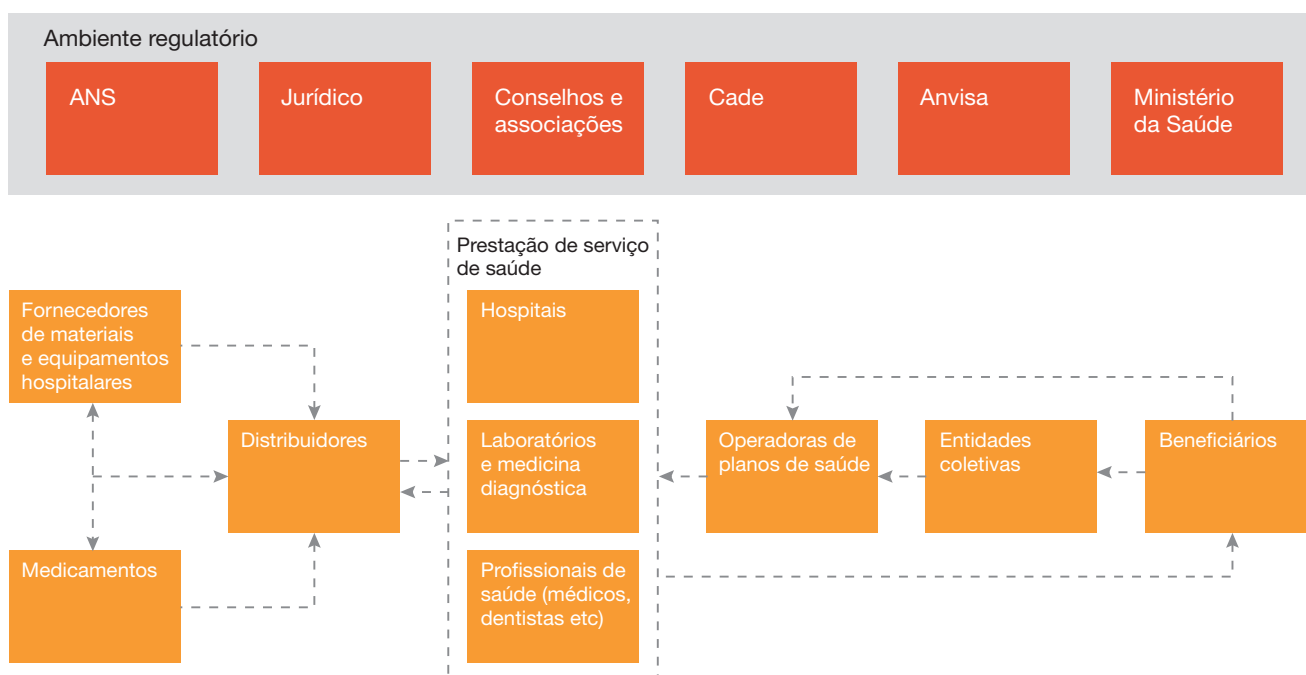 Ambiente regulatório
ANS
Jurídico
Conselhos e
associações
Cade
Anvisa
Ministério
da Saúde
Prestação de serviço
de saúde
Fornecedores
de materiais
e equipamentos
hospitalares
Hospitais
Distribuidores
Laboratórios
e medicina
diagnóstica
Operadoras de
planos de saúde
Entidades
coletivas
Beneficiários
Medicamentos
Profissionais de
saúde (médicos,
dentistas etc)